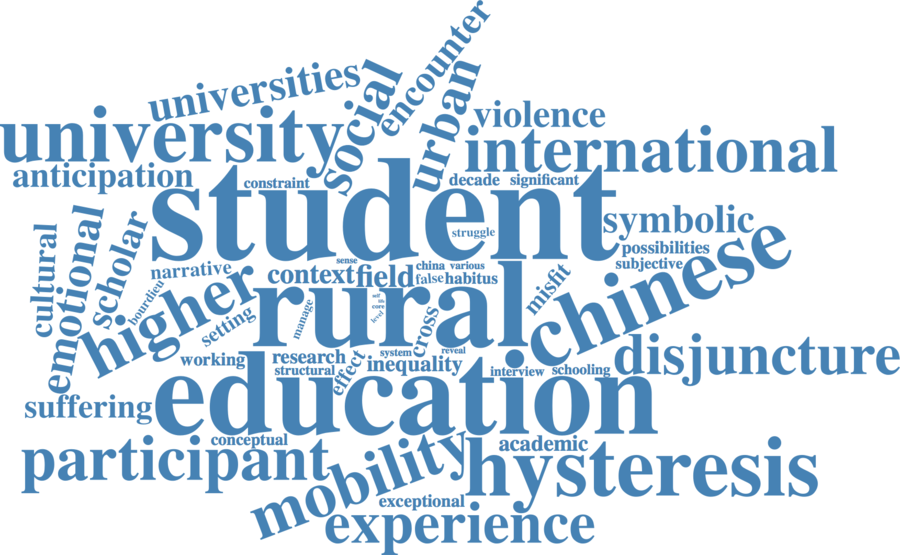 encounter
universities
social
urban
violence
university
international
anticipation
constraint
decade
significant
student
symbolic
struggle
possibilities
cultural
emotional
scholar
narrative
sense
china
various
subjective
chinese
bourdieu
higher
context
field
false
habitus
misfit
setting
manage
rural
self
life
core
level
cross
disjuncture
working
research
structural
effect
system
reveal
inequality
interview
schooling
suffering
education
conceptual
academic
participant
mobility
hysteresis
exceptional
experience